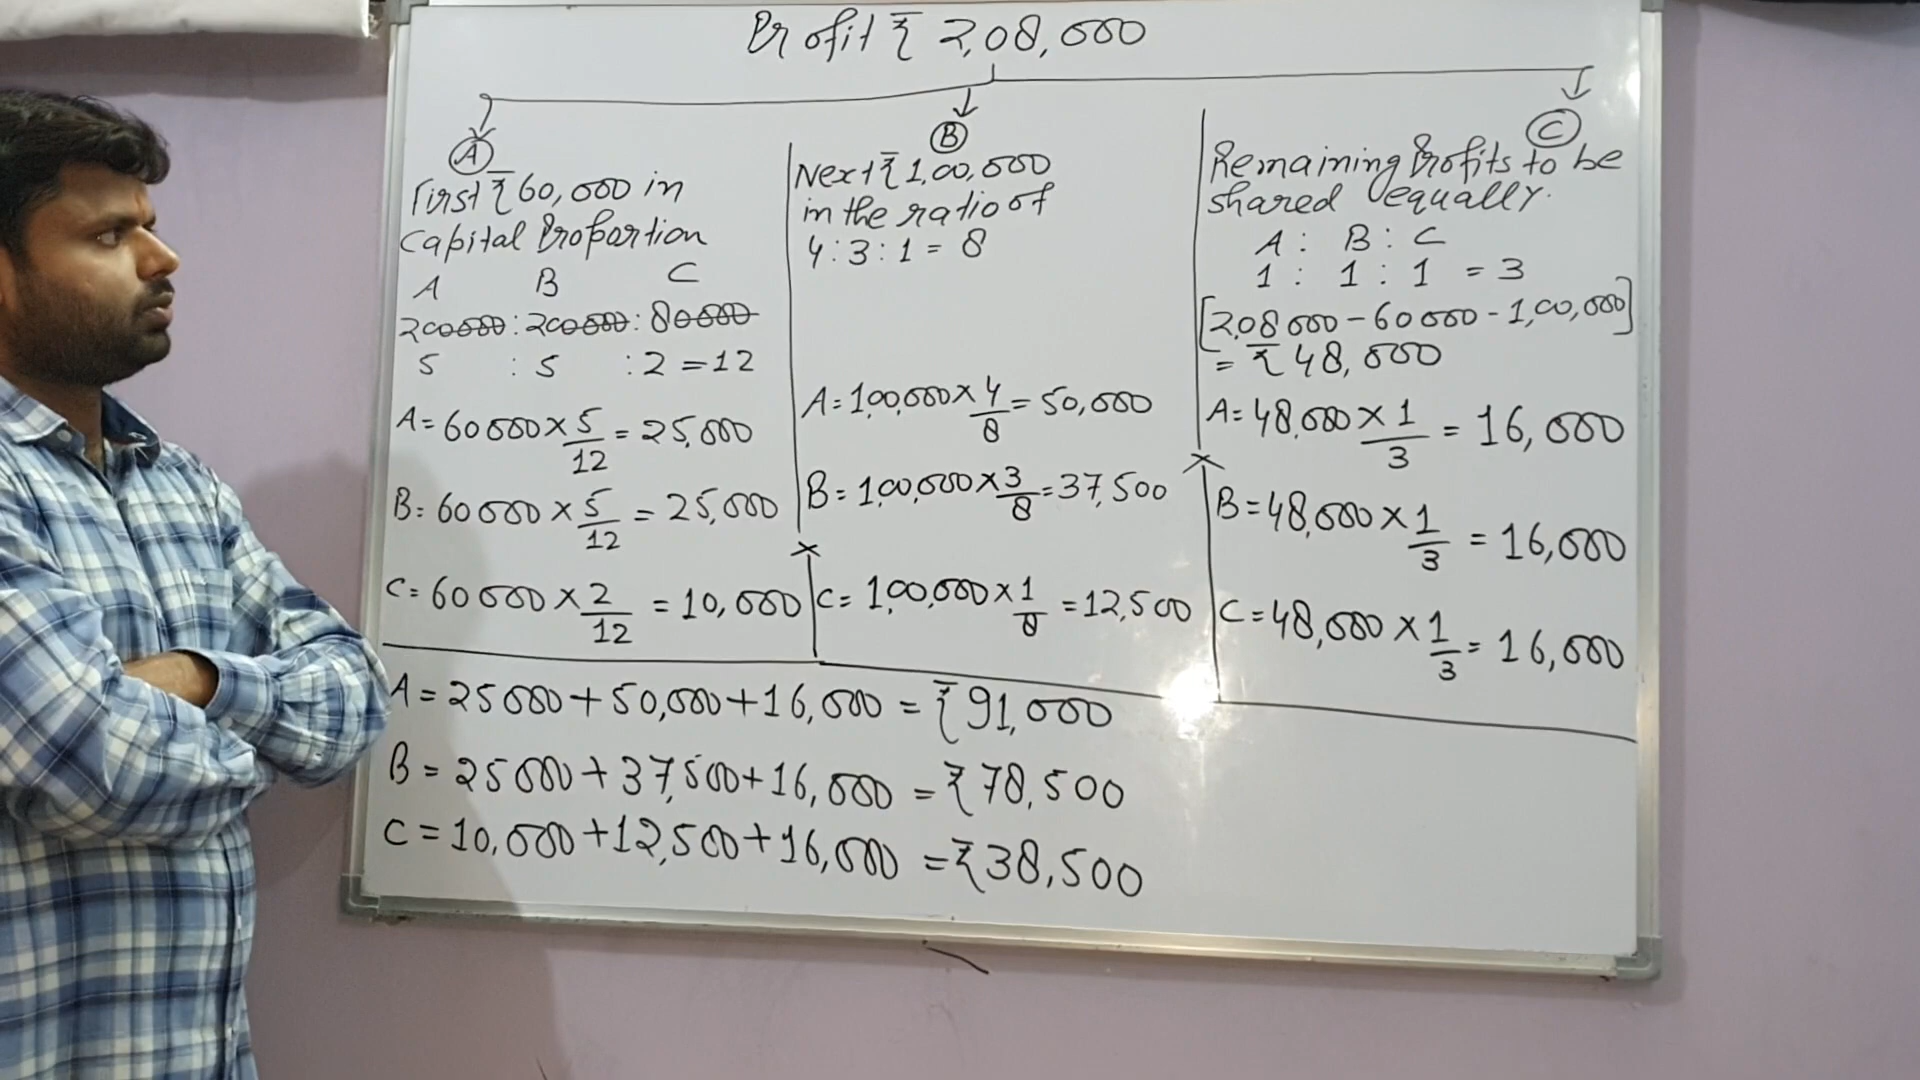 Profit ₹ 2,08,000
A
First ₹ 60,000 in
Capital Proportion
A B C
200000 : 200000 : 80000
5 : 5 : 2 = 12
A = 60000 × 5/12 = 25,000
B = 60000 × 5/12 = 25,000
C = 60000 × 2/12 = 10,000
B
Next ₹ 1,00,000
in the ratio of
4 : 3 : 1 = 8
A = 1,00,000 × 4/8 = 50,000
B = 1,00,000 × 3/8 = 37,500
C = 1,00,000 × 1/8 = 12,500
C
Remaining Profits to be
shared equally.
A : B : C
1 : 1 : 1 = 3
[2,08000 - 60000 - 1,00,000]
= ₹ 48,000
A = 48,000 × 1/3 = 16,000
B = 48,000 × 1/3 = 16,000
C = 48,000 × 1/3 = 16,000
A = 25000 + 50,000 + 16,000 = ₹ 91,000
B = 25000 + 37,500 + 16,000 = ₹ 78,500
C = 10,000 + 12,500 + 16,000 = ₹ 38,500